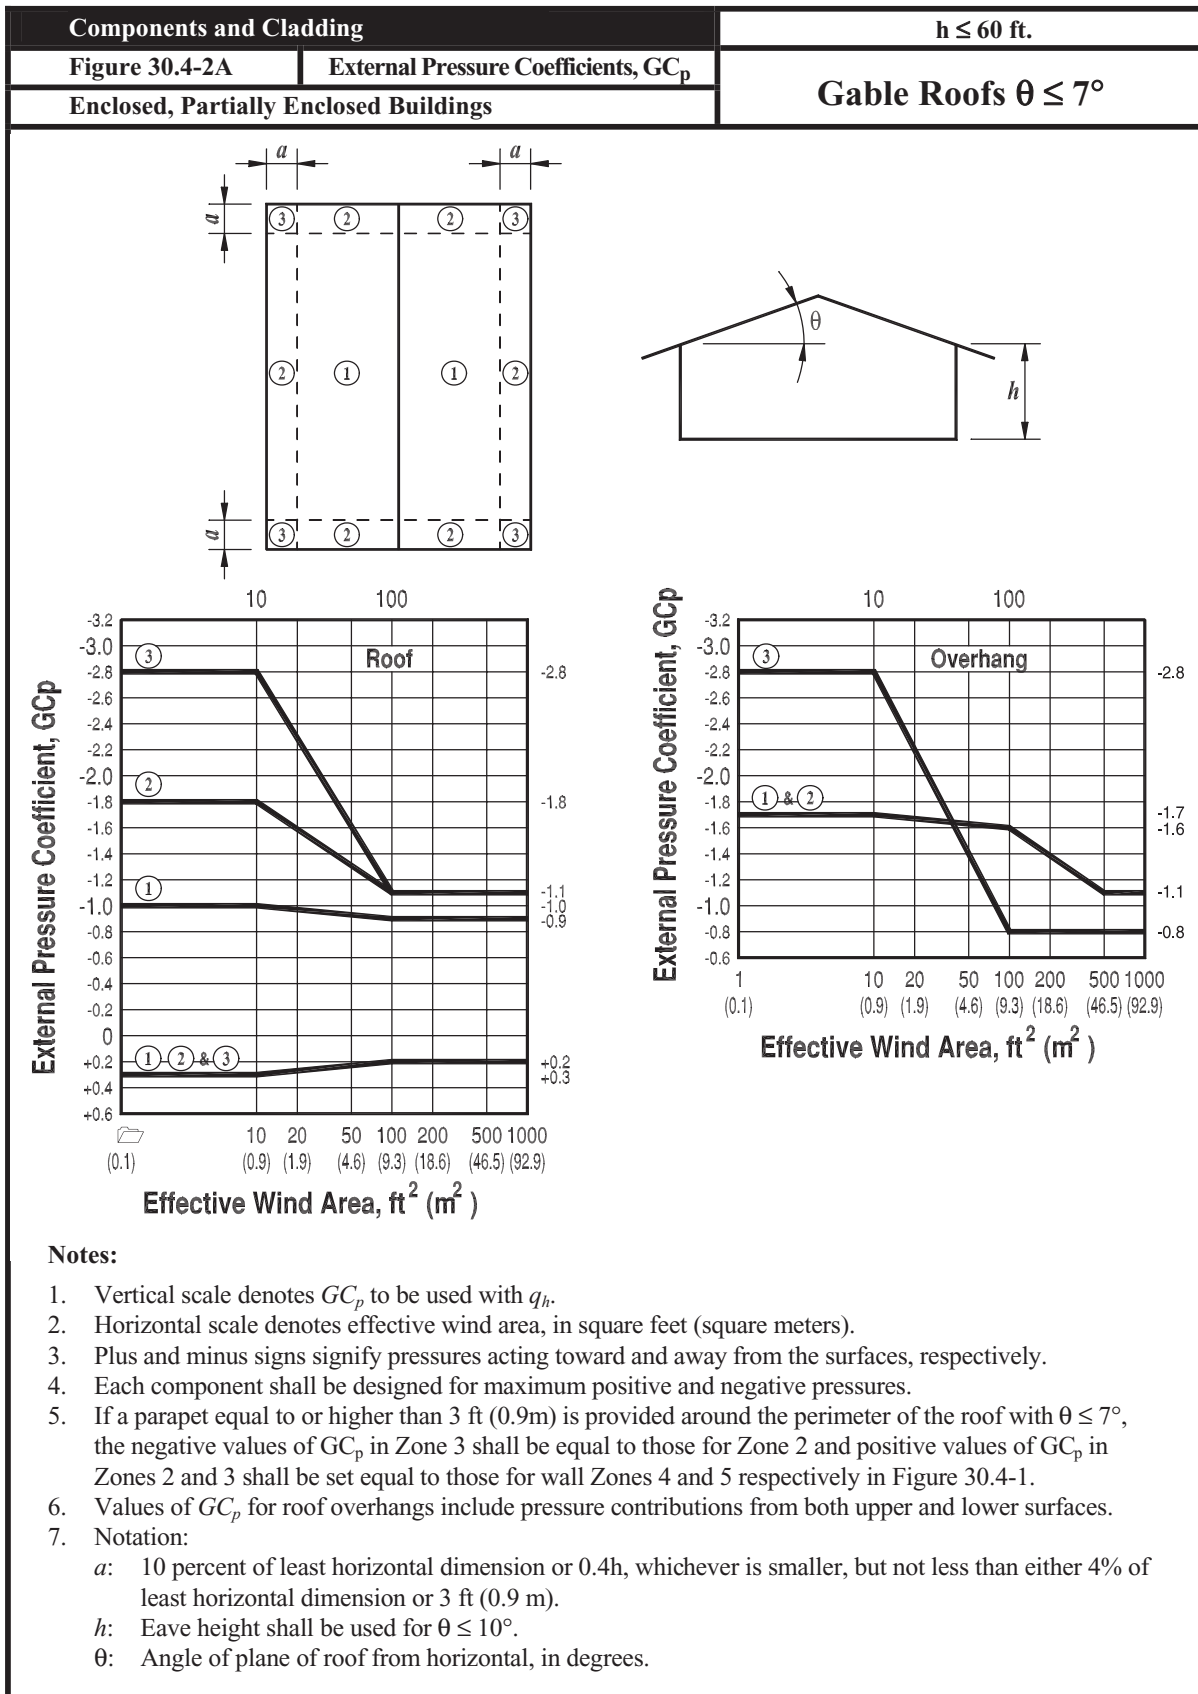 Components and Cladding
h ≤ 60 ft.
Figure 30.4-2A
External Pressure Coefficients, GCp
Gable Roofs θ ≤ 7°
Enclosed, Partially Enclosed Buildings
a
a
a
3
2
2
3
2
1
1
2
a
3
2
2
3
θ
h
10
100
Roof
External Pressure Coefficient, GCp
-3.2
-3.0
-2.8
-2.6
-2.4
-2.2
-2.0
-1.8
-1.6
-1.4
-1.2
-1.0
-0.8
-0.6
-0.4
-0.2
0
+0.2
+0.4
+0.6
3
2
1
1 2 & 3
-2.8
-1.8
-1.1
-1.0
-0.9
+0.2
+0.3
10 20 50 100 200 500 1000
(0.1) (0.9) (1.9) (4.6) (9.3) (18.6) (46.5) (92.9)
Effective Wind Area, ft² (m²)
10
100
Overhang
External Pressure Coefficient, GCp
-3.2
-3.0
-2.8
-2.6
-2.4
-2.2
-2.0
-1.8
-1.6
-1.4
-1.2
-1.0
-0.8
-0.6
3
1 & 2
-2.8
-1.7
-1.6
-1.1
-0.8
1 10 20 50 100 200 500 1000
(0.1) (0.9) (1.9) (4.6) (9.3) (18.6) (46.5) (92.9)
Effective Wind Area, ft² (m²)
Notes:
1. Vertical scale denotes GCp to be used with qh.
2. Horizontal scale denotes effective wind area, in square feet (square meters).
3. Plus and minus signs signify pressures acting toward and away from the surfaces, respectively.
4. Each component shall be designed for maximum positive and negative pressures.
5. If a parapet equal to or higher than 3 ft (0.9m) is provided around the perimeter of the roof with θ ≤ 7°,
the negative values of GCp in Zone 3 shall be equal to those for Zone 2 and positive values of GCp in
Zones 2 and 3 shall be set equal to those for wall Zones 4 and 5 respectively in Figure 30.4-1.
6. Values of GCp for roof overhangs include pressure contributions from both upper and lower surfaces.
7. Notation:
a: 10 percent of least horizontal dimension or 0.4h, whichever is smaller, but not less than either 4% of
least horizontal dimension or 3 ft (0.9 m).
h: Eave height shall be used for θ ≤ 10°.
θ: Angle of plane of roof from horizontal, in degrees.